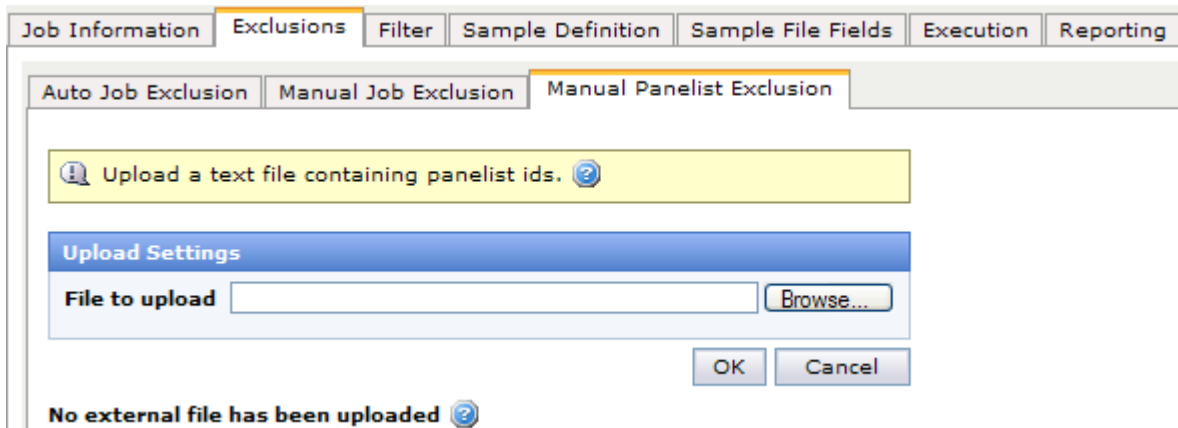 Job Information Exclusions Filter Sample Definition Sample File Fields Execution Reporting
Auto Job Exclusion Manual Job Exclusion Manual Panelist Exclusion
Upload a text file containing panelist ids.
Upload Settings
File to upload Browse...
OK Cancel
No external file has been uploaded